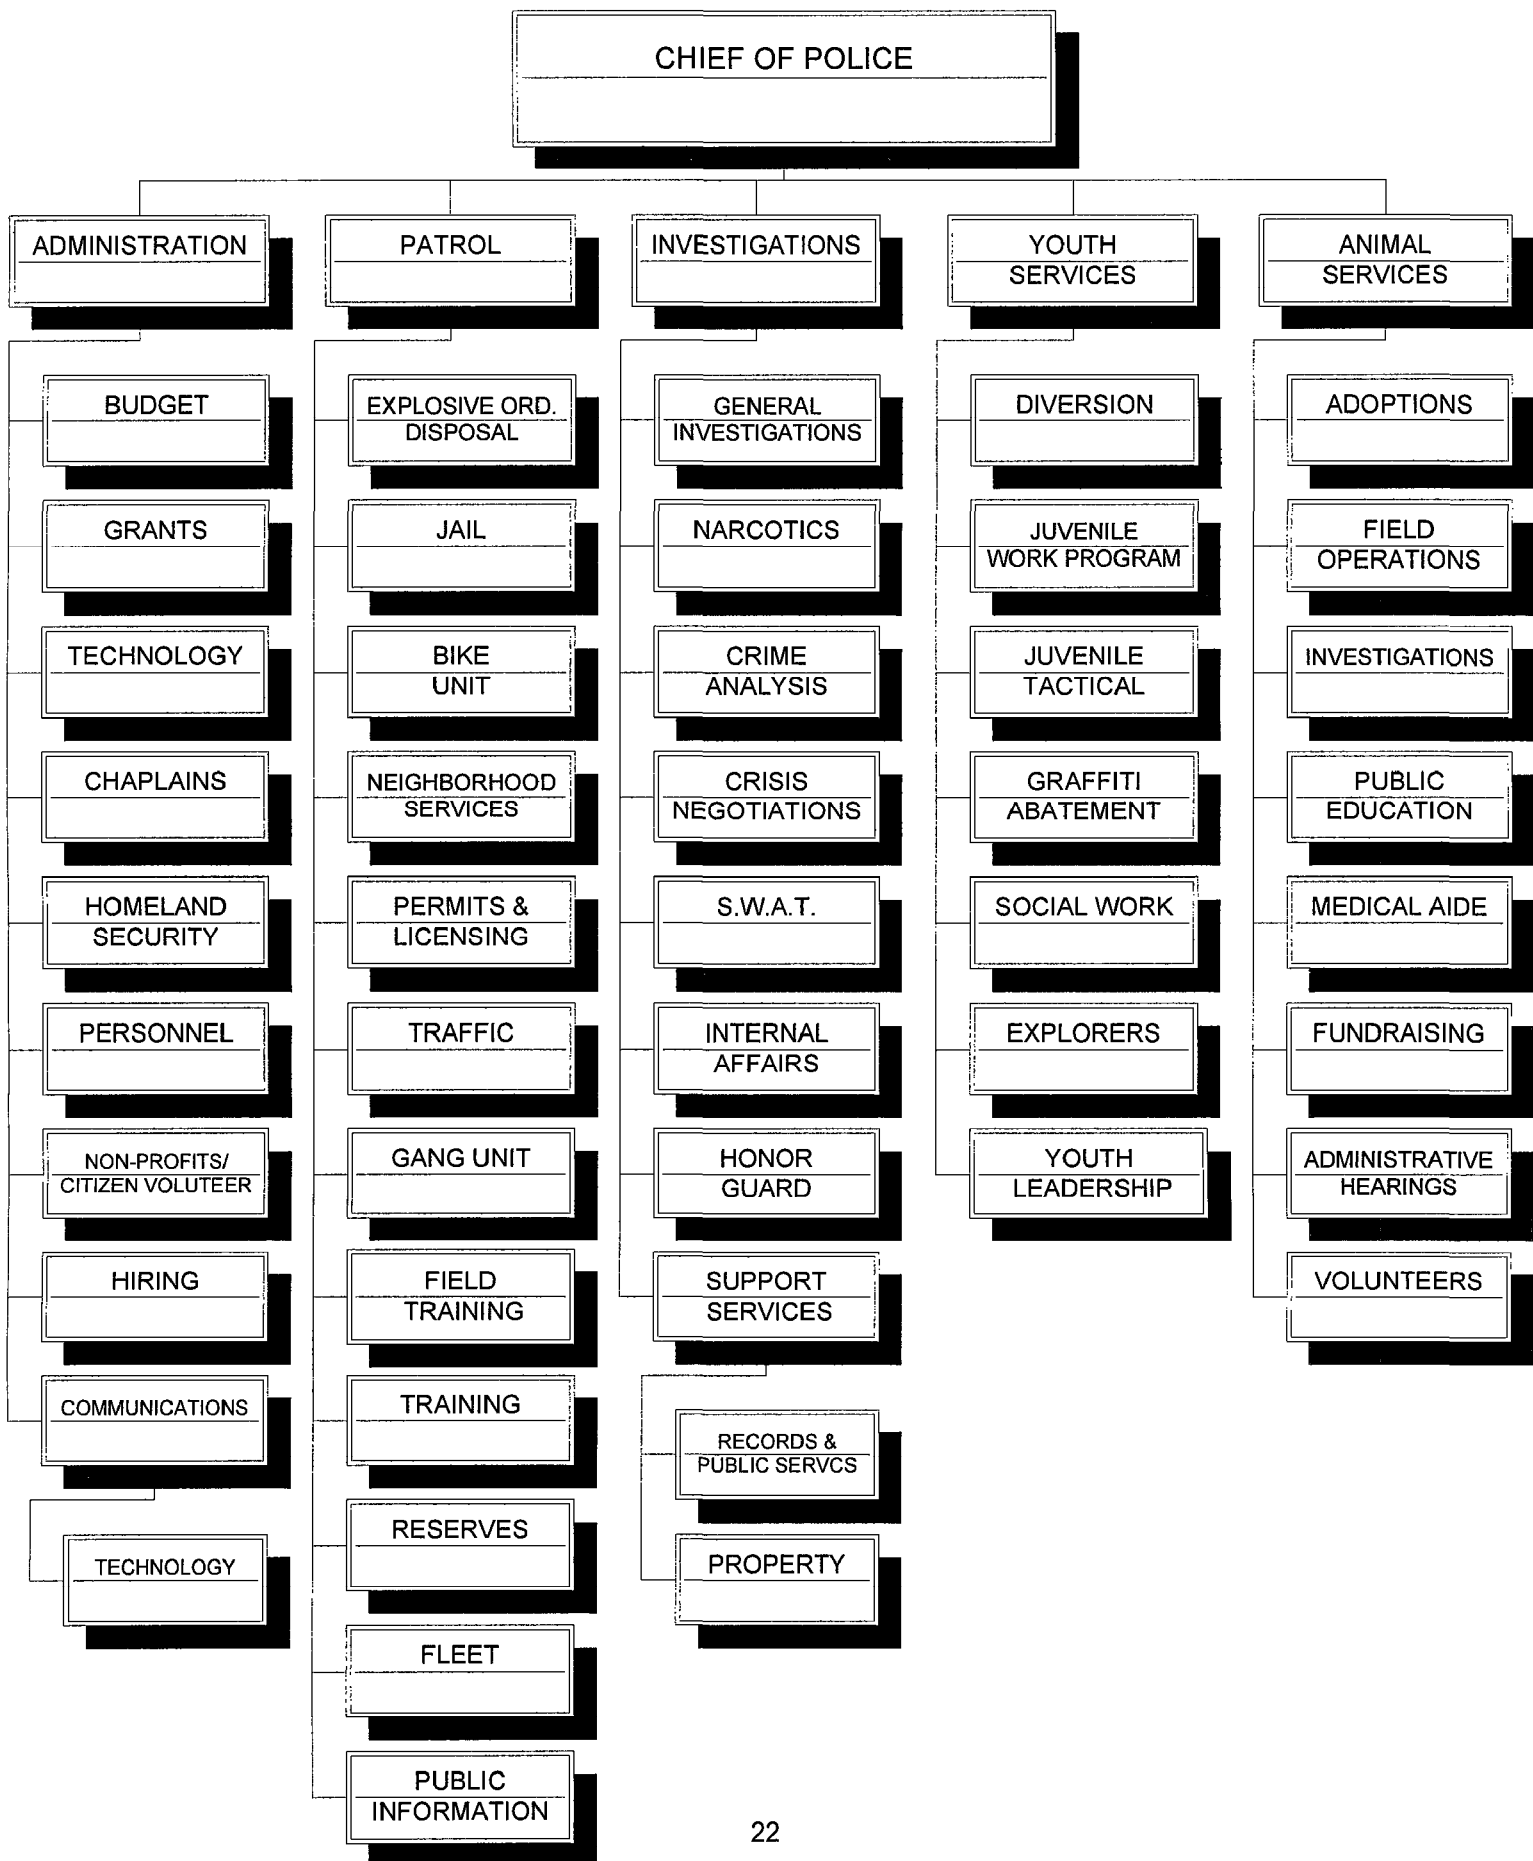 CHIEF OF POLICE
ADMINISTRATION
BUDGET
GRANTS
TECHNOLOGY
CHAPLAINS
HOMELAND
SECURITY
PERSONNEL
NON-PROFITS/
CITIZEN VOLUTEER
HIRING
COMMUNICATIONS
TECHNOLOGY
PATROL
EXPLOSIVE ORD.
DISPOSAL
JAIL
BIKE
UNIT
NEIGHBORHOOD
SERVICES
PERMITS &
LICENSING
TRAFFIC
GANG UNIT
FIELD
TRAINING
TRAINING
RESERVES
FLEET
PUBLIC
INFORMATION
INVESTIGATIONS
GENERAL
INVESTIGATIONS
NARCOTICS
CRIME
ANALYSIS
CRISIS
NEGOTIATIONS
S.W.A.T.
INTERNAL
AFFAIRS
HONOR
GUARD
SUPPORT
SERVICES
RECORDS &
PUBLIC SERVCS
PROPERTY
YOUTH
SERVICES
DIVERSION
JUVENILE
WORK PROGRAM
JUVENILE
TACTICAL
GRAFFITI
ABATEMENT
SOCIAL WORK
EXPLORERS
YOUTH
LEADERSHIP
ANIMAL
SERVICES
ADOPTIONS
FIELD
OPERATIONS
INVESTIGATIONS
PUBLIC
EDUCATION
MEDICAL AIDE
FUNDRAISING
ADMINISTRATIVE
HEARINGS
VOLUNTEERS
22